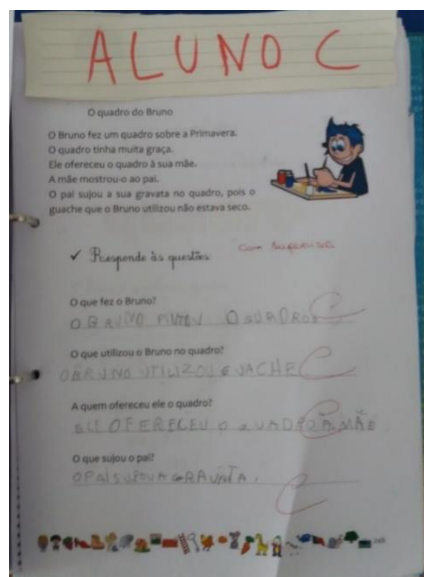 ALUNO C
O quadro do Bruno
O Bruno fez um quadro sobre a Primavera.
O quadro tinha muita graça.
Ele ofereceu o quadro à sua mãe.
A mãe mostrou-o ao pai.
O pai sujou a sua gravata no quadro, pois o
guache que o Bruno utilizou não estava seco.
com supervisão
✓ Responde às questões:
O que fez o Bruno?
O BRUNO PINTOU O QUADRO
C
O que utilizou o Bruno no quadro?
O BRUNO UTILIZOU VACHE
C
A quem ofereceu ele o quadro?
ELE OFERECEU O QUADRO À MÃE
C
O que sujou o pai?
O PAI SUJOU A GRAVATA.
C